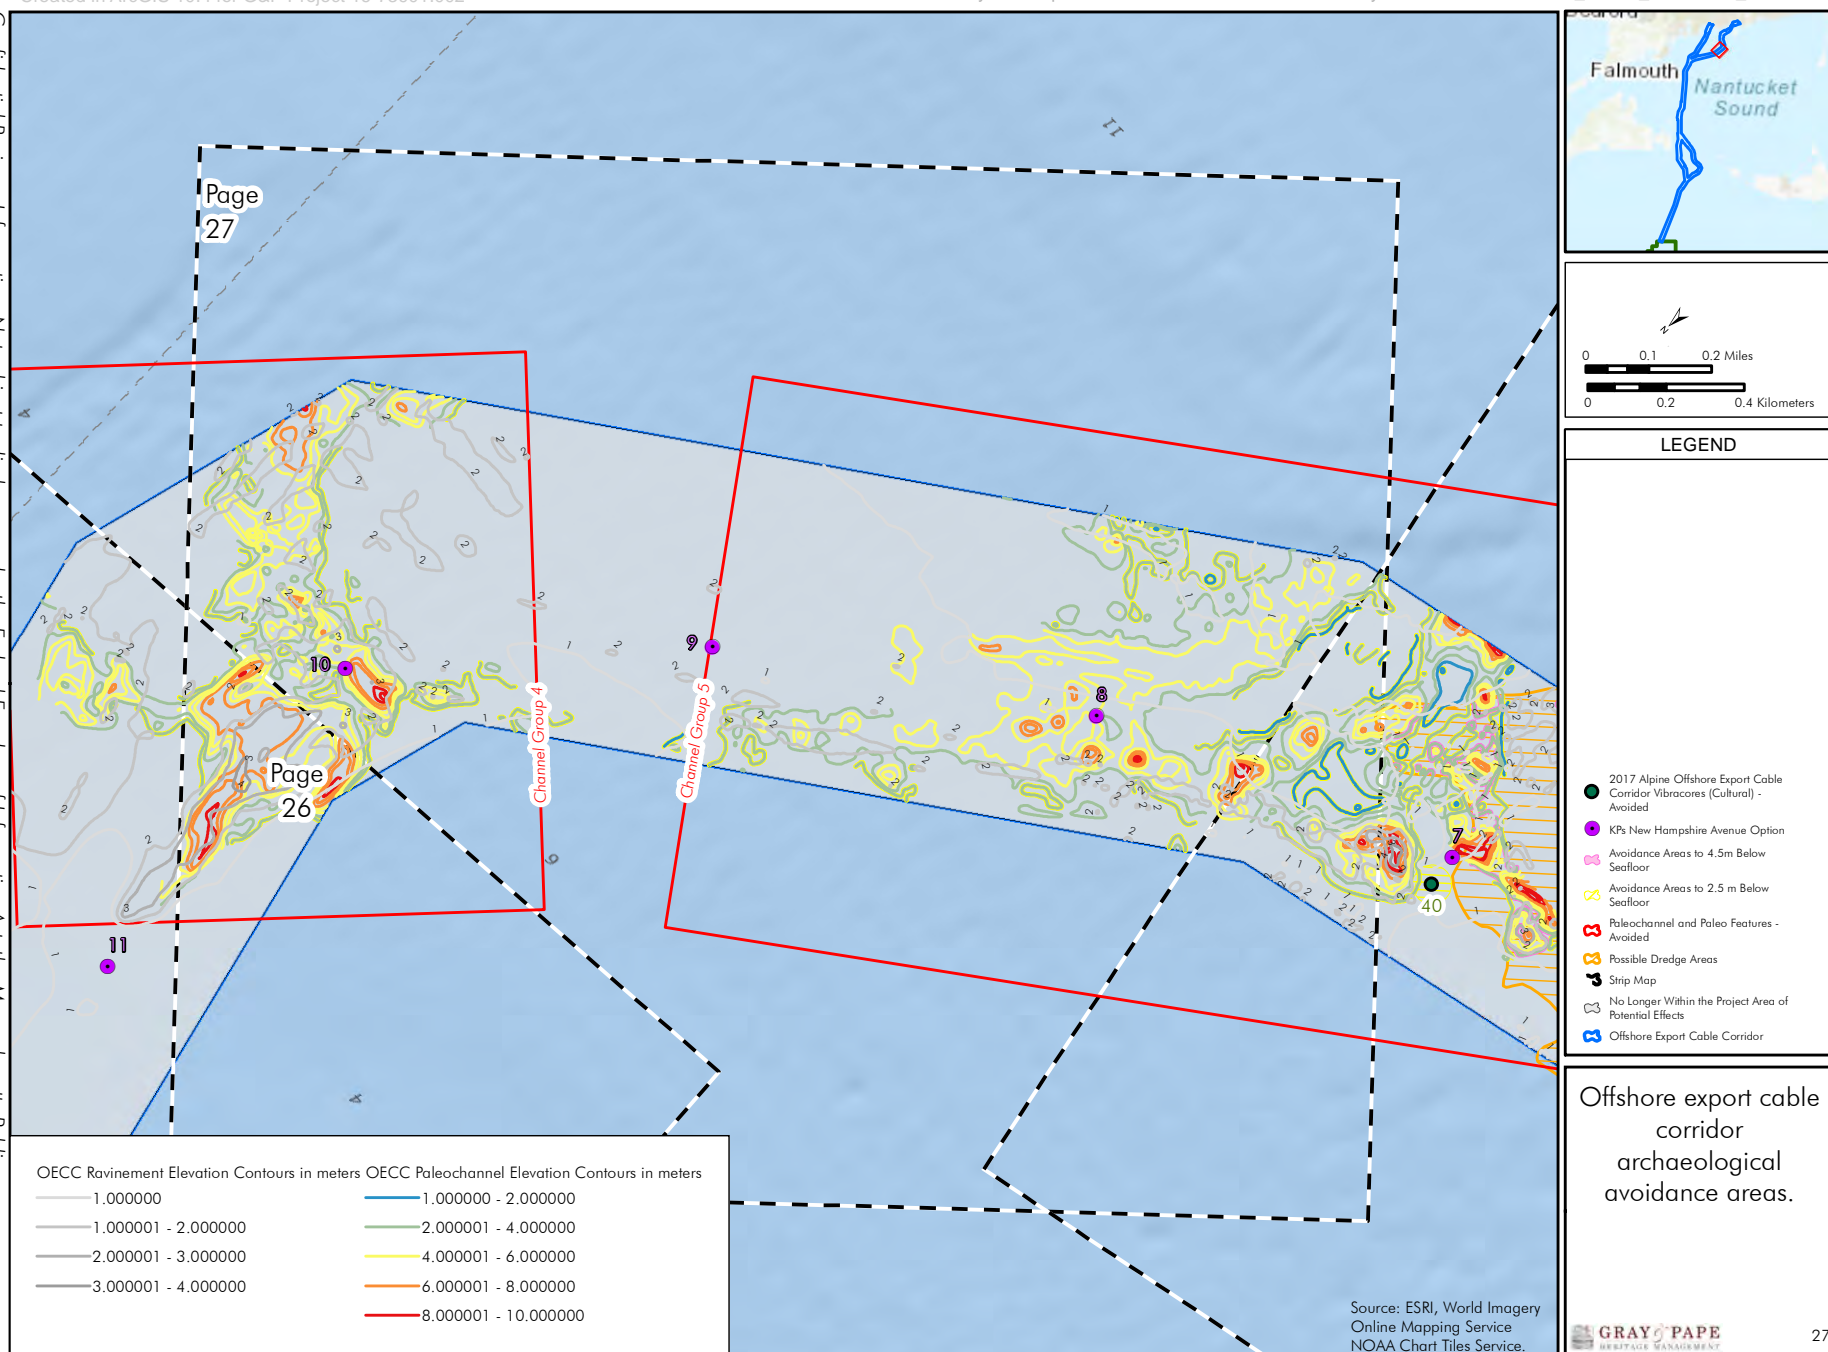 Page
27
11
4
10
9
8
7
40
11
Page
26
Channel Group 4
Channel Group 5
6
4
Falmouth
Nantucket
Sound
N
0 0.1 0.2 Miles
0 0.2 0.4 Kilometers
LEGEND
2017 Alpine Offshore Export Cable
Corridor Vibracores (Cultural) -
Avoided
KPs New Hampshire Avenue Option
Avoidance Areas to 4.5m Below
Seafloor
Avoidance Areas to 2.5 m Below
Seafloor
Paleochannel and Paleo Features -
Avoided
Possible Dredge Areas
Strip Map
No Longer Within the Project Area of
Potential Effects
Offshore Export Cable Corridor
Offshore export cable
corridor
archaeological
avoidance areas.
OECC Ravinement Elevation Contours in meters
1.000000
1.000001 - 2.000000
2.000001 - 3.000000
3.000001 - 4.000000
OECC Paleochannel Elevation Contours in meters
1.000000 - 2.000000
2.000001 - 4.000000
4.000001 - 6.000000
6.000001 - 8.000000
8.000001 - 10.000000
Source: ESRI, World Imagery
Online Mapping Service
NOAA Chart Tiles Service.
GRAY & PAPE
HERITAGE MANAGEMENT
27